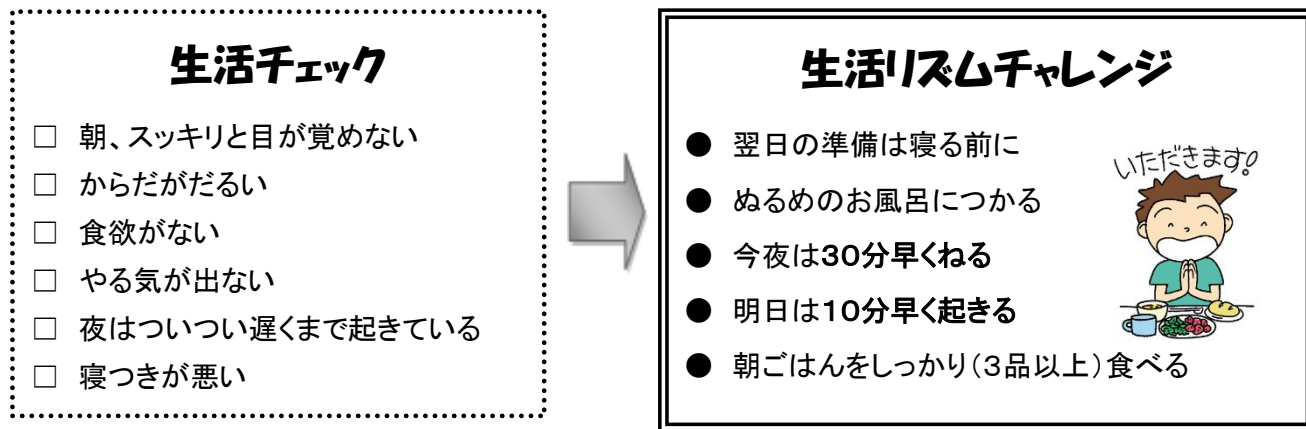 生活チェック
□ 朝、スッキリと目が覚めない
□ からだがだるい
□ 食欲がない
□ やる気が出ない
□ 夜はついつい遅くまで起きている
□ 寝つきが悪い
生活リズムチャレンジ
● 翌日の準備は寝る前に
● ぬるめのお風呂につかる
● 今夜は30分早くねる
● 明日は10分早く起きる
● 朝ごはんをしっかり(3品以上)食べる
いただきます!